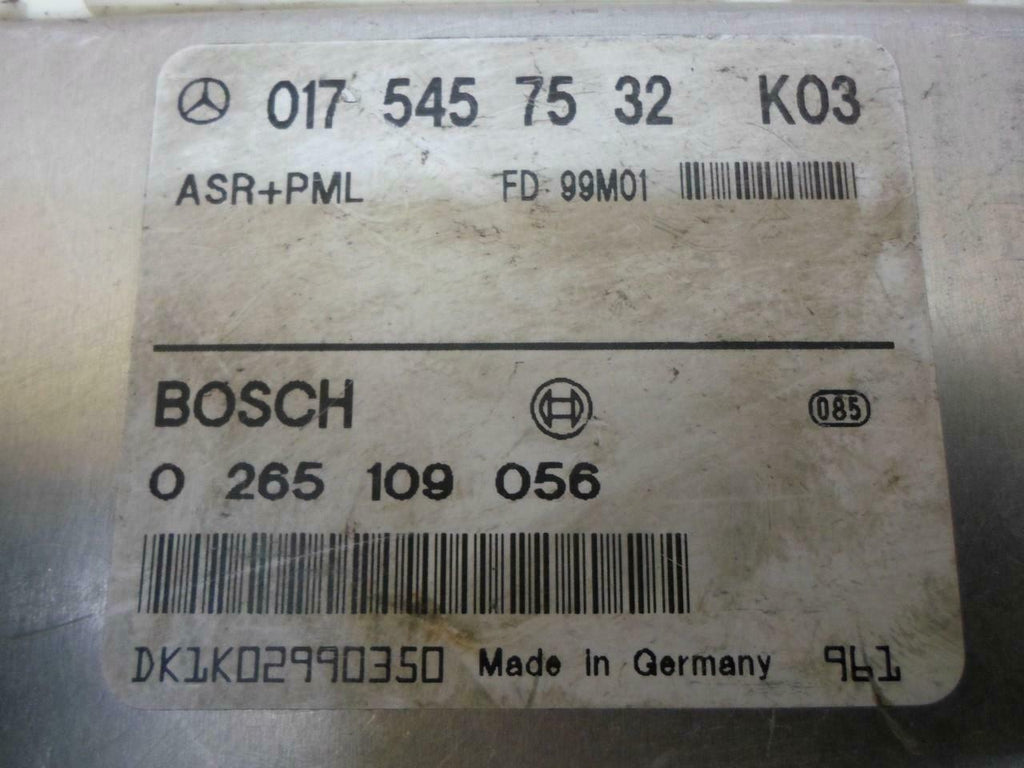 017 545 75 32 K03
ASR+PML FD 99M01
BOSCH 085
0 265 109 056
DK1K02990350 Made in Germany 961